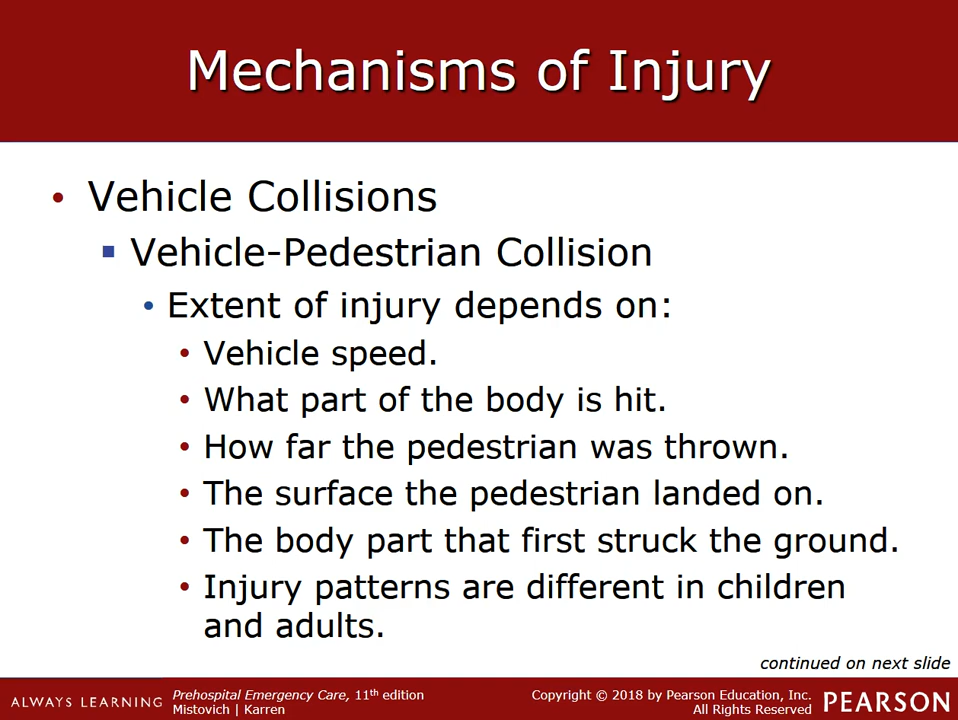 Mechanisms of Injury
• Vehicle Collisions
▪ Vehicle-Pedestrian Collision
• Extent of injury depends on:
• Vehicle speed.
• What part of the body is hit.
• How far the pedestrian was thrown.
• The surface the pedestrian landed on.
• The body part that first struck the ground.
• Injury patterns are different in children
and adults.
continued on next slide
ALWAYS LEARNING
Prehospital Emergency Care, 11th edition
Mistovich | Karren
Copyright © 2018 by Pearson Education, Inc.
All Rights Reserved
PEARSON